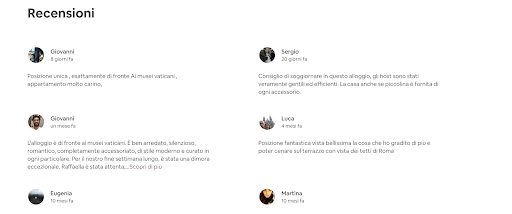 Recensioni
Giovanni
8 giorni fa
Posizione unica , esattamente di fronte Ai musei vaticani ,
appartamento molto carino,
Sergio
20 giorni fa
Consiglio di soggiornare in questo alloggio, gli host sono stati
veramente gentili ed efficienti. La casa anche se piccolina è fornita di
ogni accessorio.
Giovanni
un mese fa
L'alloggio è di fronte ai musei vaticani. È ben arredato, silenzioso,
romantico, completamente accessoriato, di stile moderno e curato in
ogni particolare. Per il nostro fine settimana lungo, è stata una dimora
eccezionale. Raffaella è stata attenta,...Scopri di più
Luca
4 mesi fa
Posizione fantastica vista bellissima la cosa che ho gradito di più e
poter cenare sul terrazzo con vista dei tetti di Roma
Eugenia
10 mesi fa
Martina
10 mesi fa